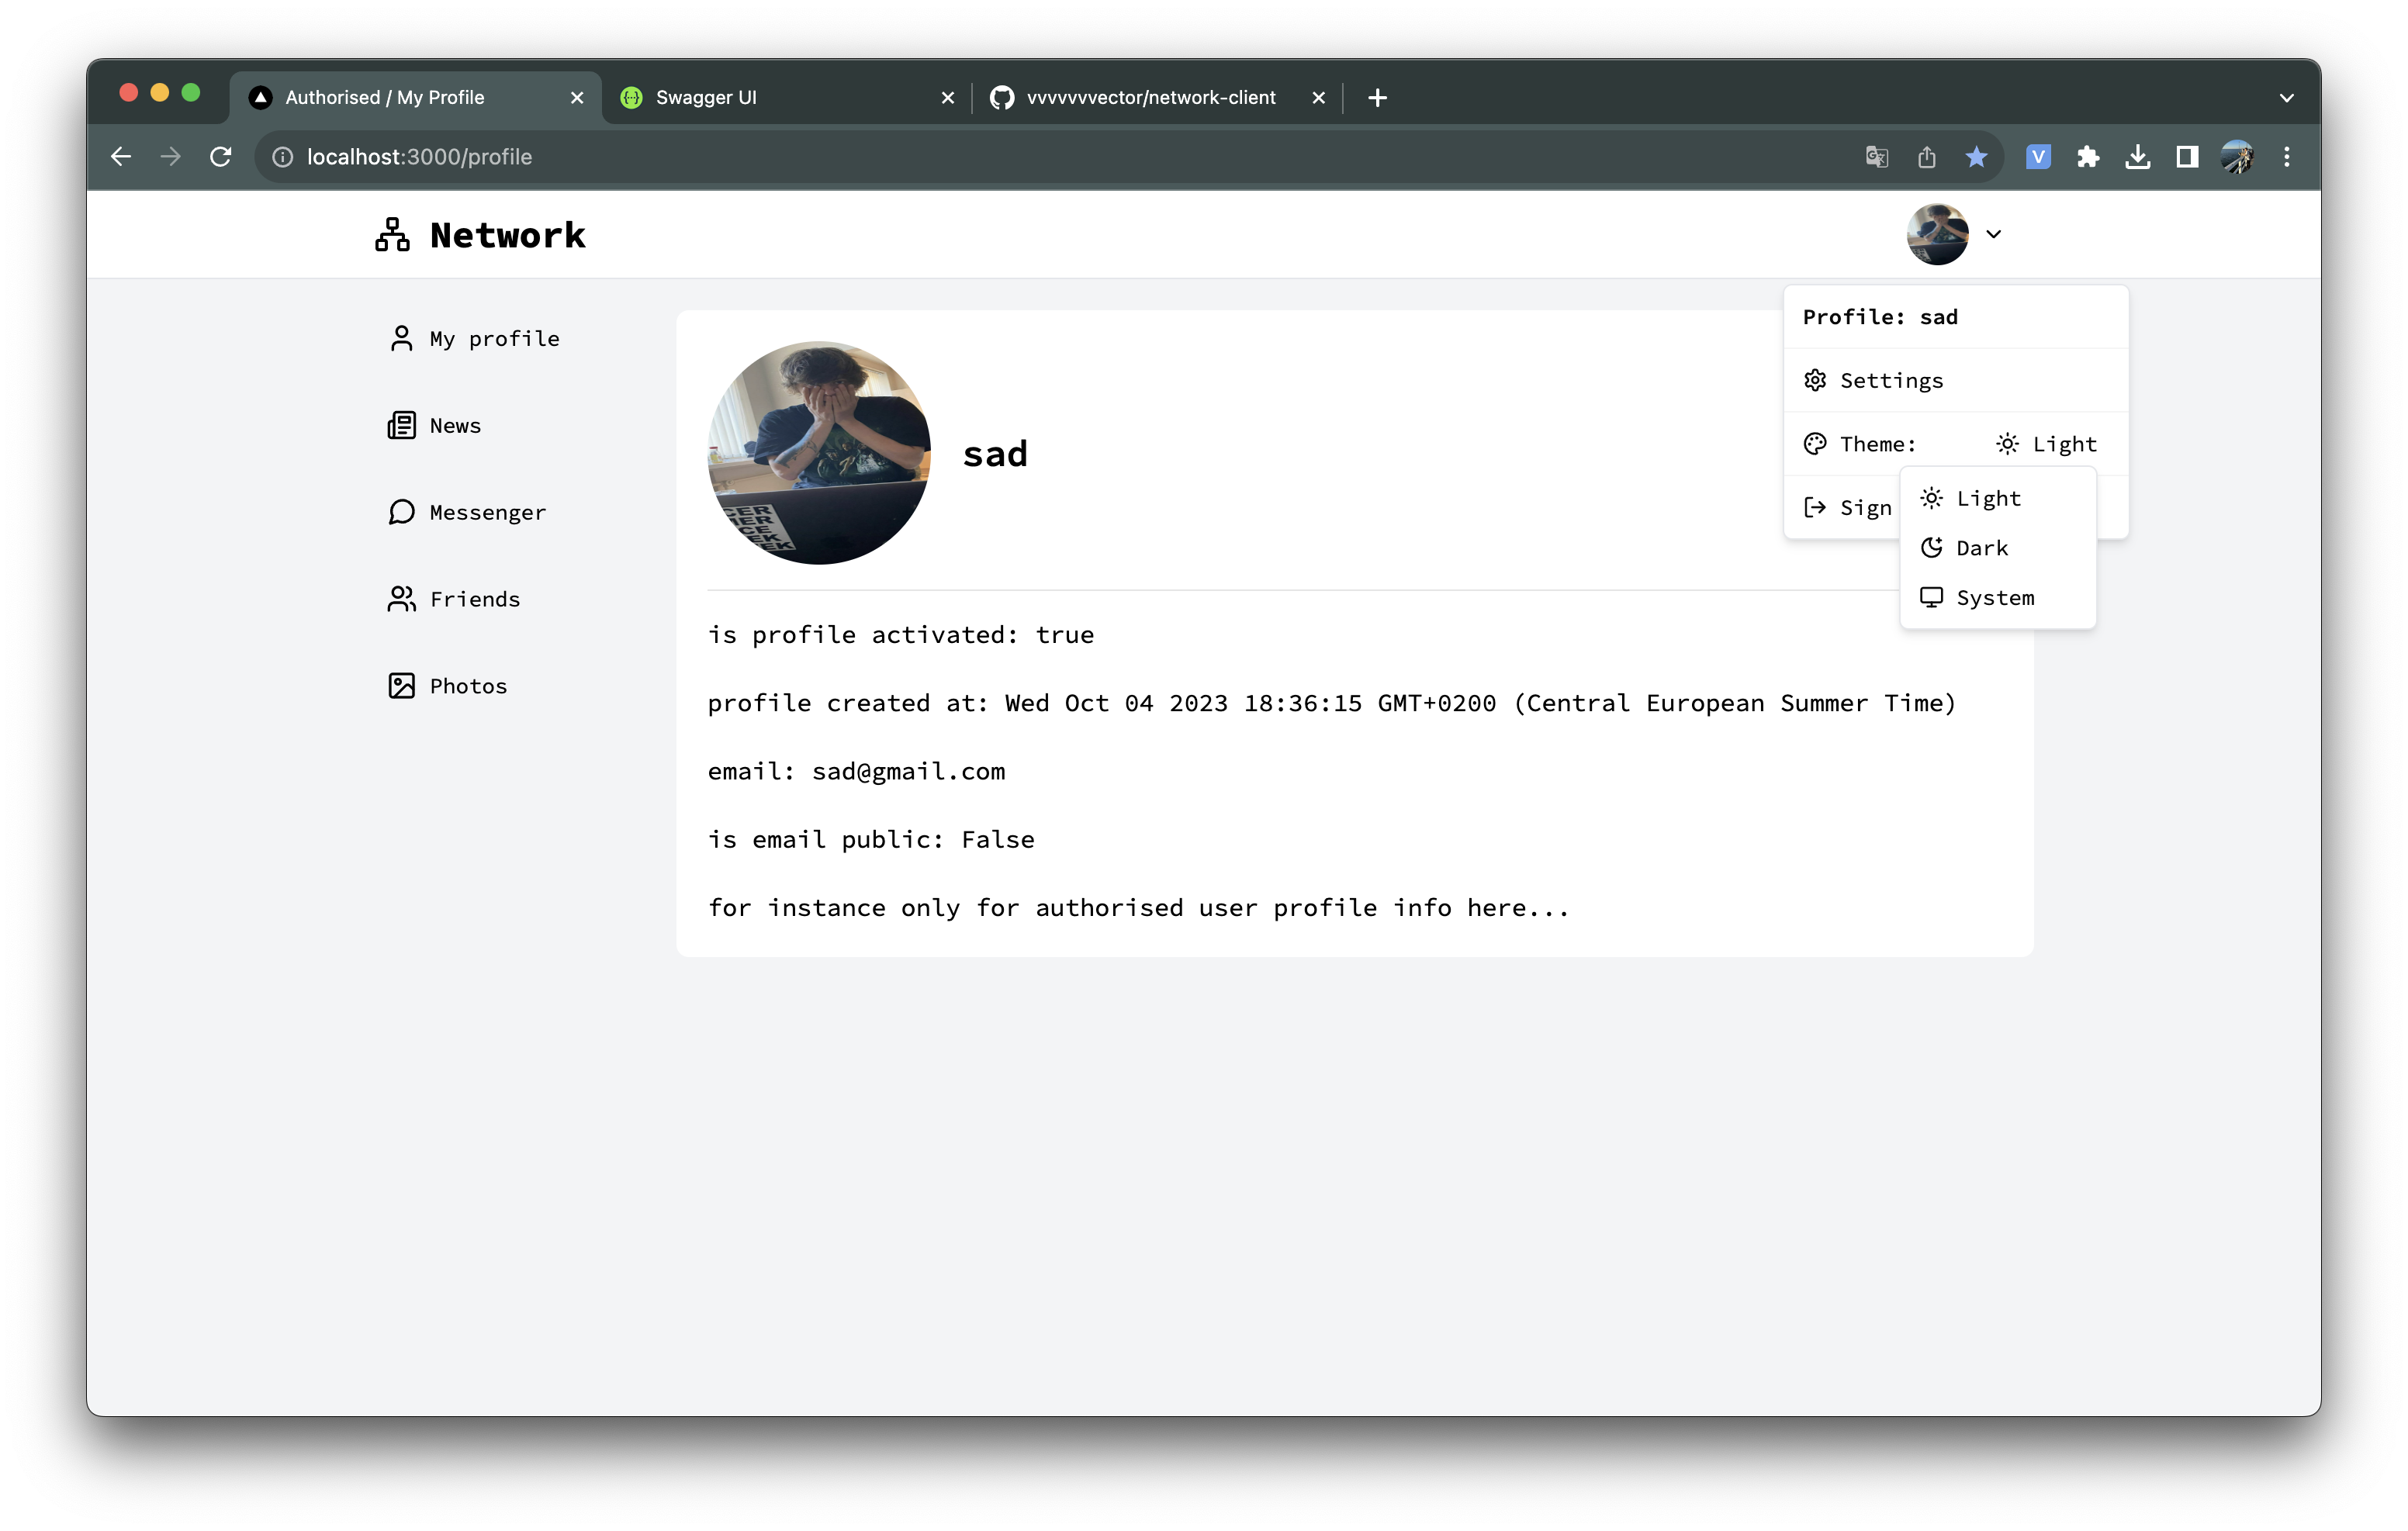 Authorised / My Profile
Swagger UI
vvvvvvvector/network-client
localhost:3000/profile
V
Network
Profile: sad
Settings
Theme: Light
Sign
Light
Dark
System
My profile
News
Messenger
Friends
Photos
sad
is profile activated: true
profile created at: Wed Oct 04 2023 18:36:15 GMT+0200 (Central European Summer Time)
email: sad@gmail.com
is email public: False
for instance only for authorised user profile info here...